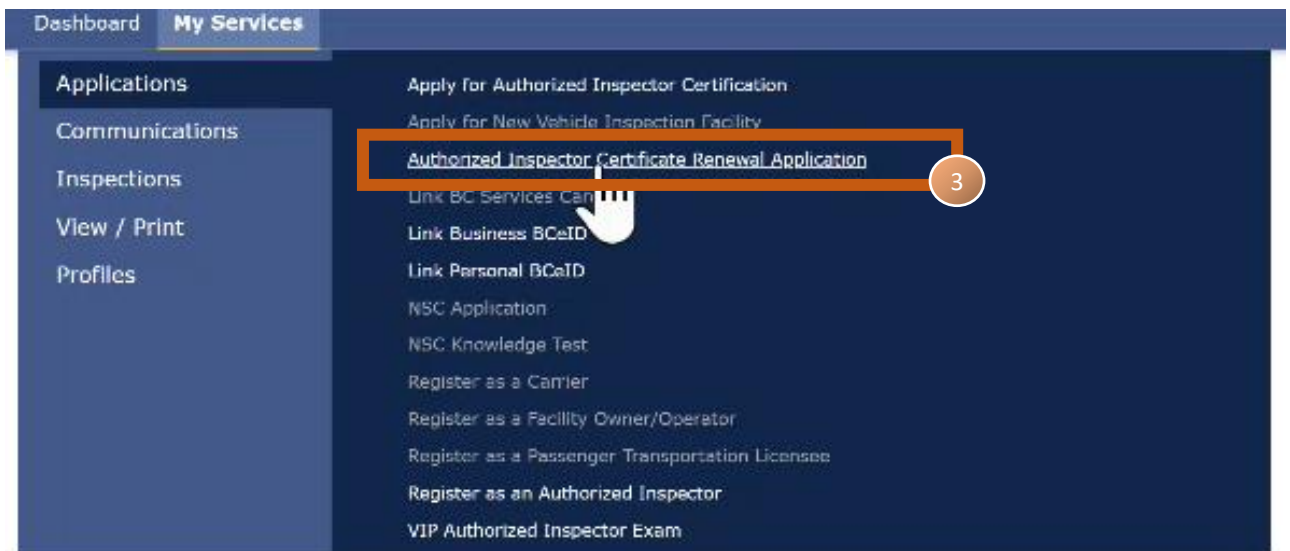 Dashboard My Services
Applications
Communications
Inspections
View / Print
Profiles
Apply for Authorized Inspector Certification
Apply for New Vehicle Inspection Facility
Authorized Inspector Certificate Renewal Application
3
Link BC Services
Link Business BCeID
Link Personal BCeID
NSC Application
NSC Knowledge Test
Register as a Carrier
Register as a Facility Owner/Operator
Register as a Passenger Transportation Licensee
Register as an Authorized Inspector
VIP Authorized Inspector Exam